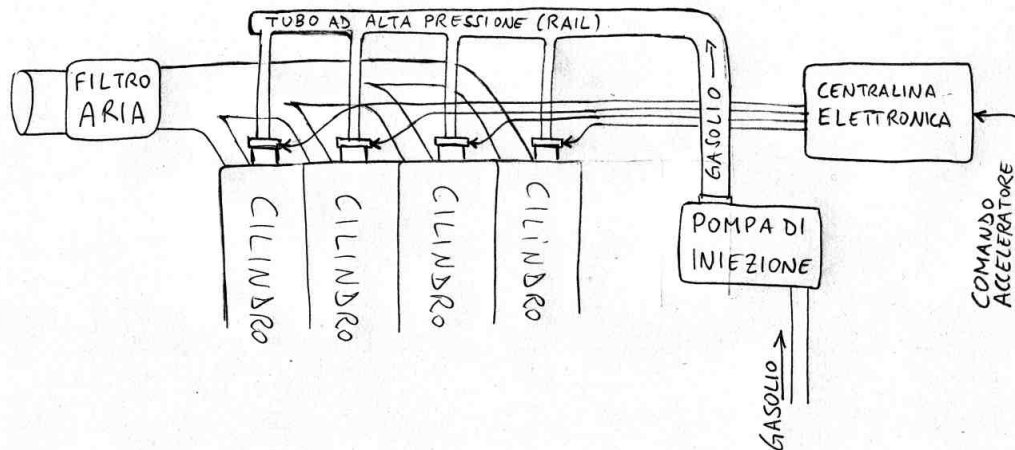 TUBO AD ALTA PRESSIONE (RAIL)
FILTRO
ARIA
CENTRALINA
ELETTRONICA
GASOLIO
CILINDRO
CILINDRO
CILINDRO
CILINDRO
POMPA DI
INIEZIONE
COMANDO
ACCELERATORE
GASOLIO